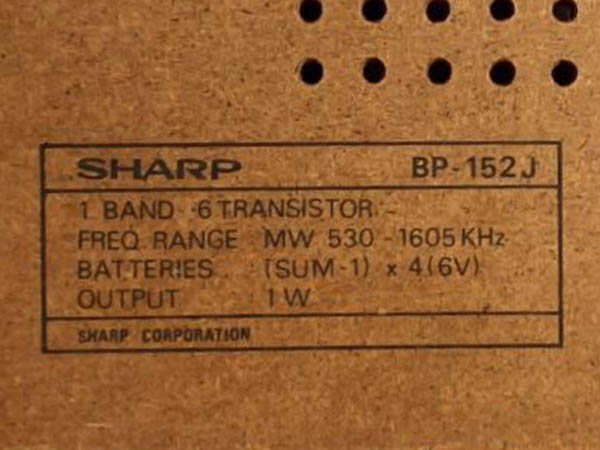 SHARP BP-152J
1 BAND 6 TRANSISTOR
FREQ RANGE MW 530 - 1605 KHz
BATTERIES (SUM-1) x 4 (6V)
OUTPUT 1 W
SHARP CORPORATION